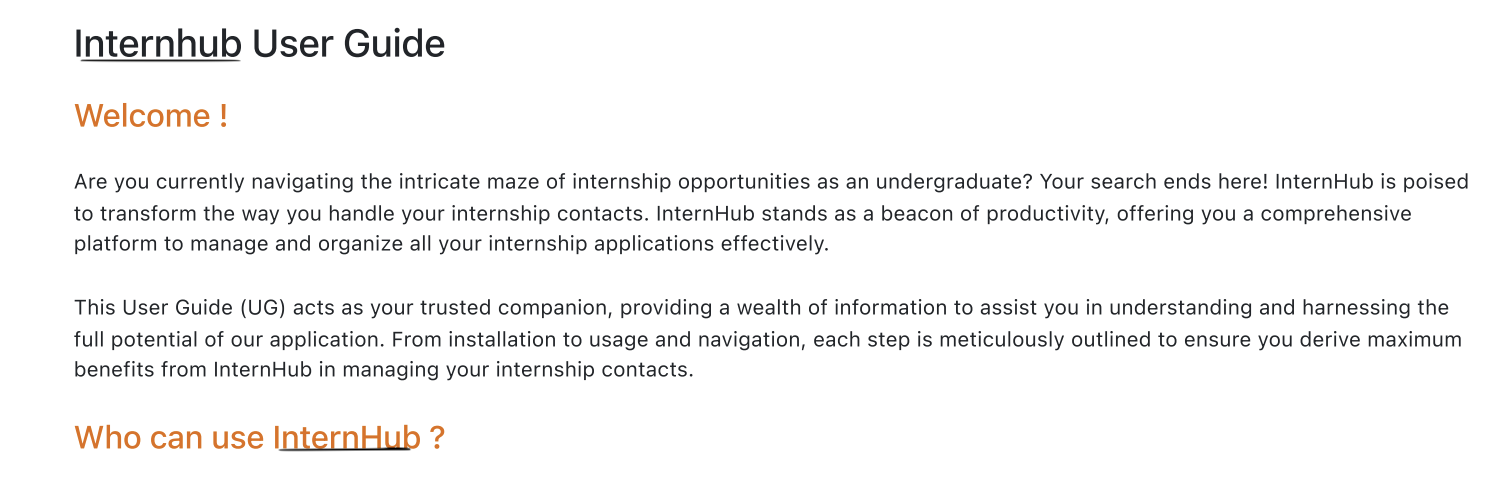 Internhub User Guide
Welcome !
Are you currently navigating the intricate maze of internship opportunities as an undergraduate? Your search ends here! InternHub is poised
to transform the way you handle your internship contacts. InternHub stands as a beacon of productivity, offering you a comprehensive
platform to manage and organize all your internship applications effectively.
This User Guide (UG) acts as your trusted companion, providing a wealth of information to assist you in understanding and harnessing the
full potential of our application. From installation to usage and navigation, each step is meticulously outlined to ensure you derive maximum
benefits from InternHub in managing your internship contacts.
Who can use InternHub ?